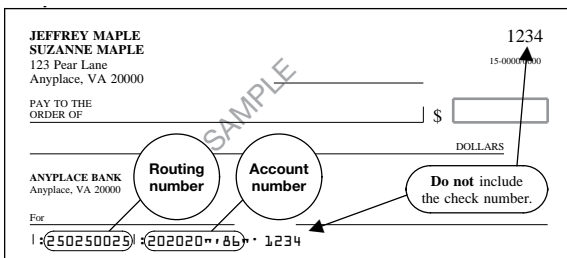 JEFFREY MAPLE
SUZANNE MAPLE
123 Pear Lane
Anyplace, VA 20000
1234
15-0000/0000
SAMPLE
PAY TO THE
ORDER OF
$
DOLLARS
ANYPLACE BANK
Anyplace, VA 20000
Routing
number
Account
number
Do not include
the check number.
For
|:250250025|:202020"'86"' 1234